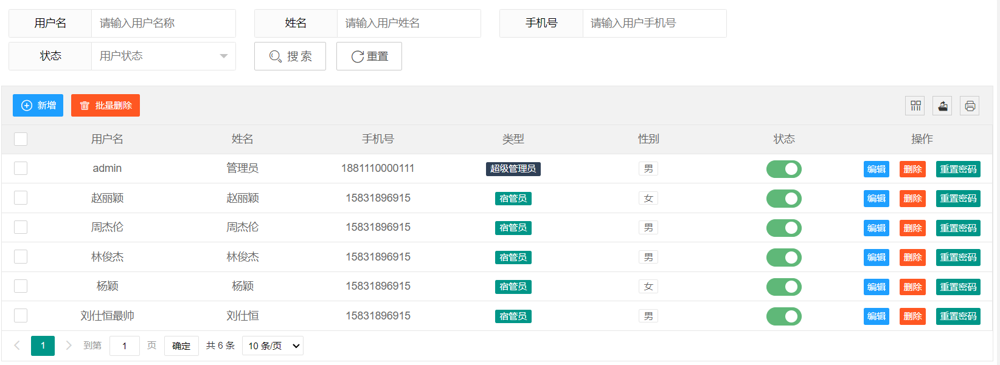 用户名 请输入用户名称 姓名 请输入用户姓名 手机号 请输入用户手机号
状态 用户状态 搜 索 重置
新增 批量删除
用户名 姓名 手机号 类型 性别 状态 操作
admin 管理员 1881110000111 超级管理员 男 编辑 删除 重置密码
赵丽颖 赵丽颖 15831896915 宿管员 女 编辑 删除 重置密码
周杰伦 周杰伦 15831896915 宿管员 男 编辑 删除 重置密码
林俊杰 林俊杰 15831896915 宿管员 男 编辑 删除 重置密码
杨颖 杨颖 15831896915 宿管员 女 编辑 删除 重置密码
刘仕恒最帅 刘仕恒 15831896915 宿管员 男 编辑 删除 重置密码
1 到第 1 页 确定 共 6 条 10 条/页